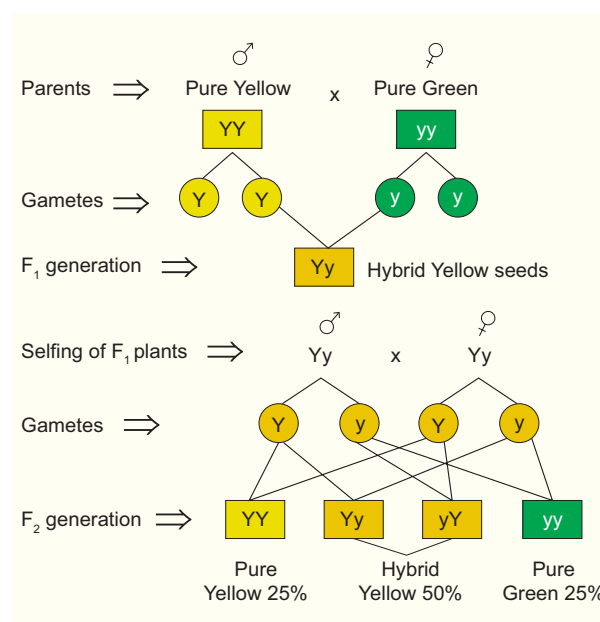 ♂ ♀
Parents ⇒ Pure Yellow x Pure Green
YY yy
Gametes ⇒ Y Y y y
F₁ generation ⇒ Yy Hybrid Yellow seeds
♂ ♀
Selfing of F₁ plants ⇒ Yy x Yy
Gametes ⇒ Y y Y y
F₂ generation ⇒ YY Yy yY yy
Pure Hybrid Pure
Yellow 25% Yellow 50% Green 25%